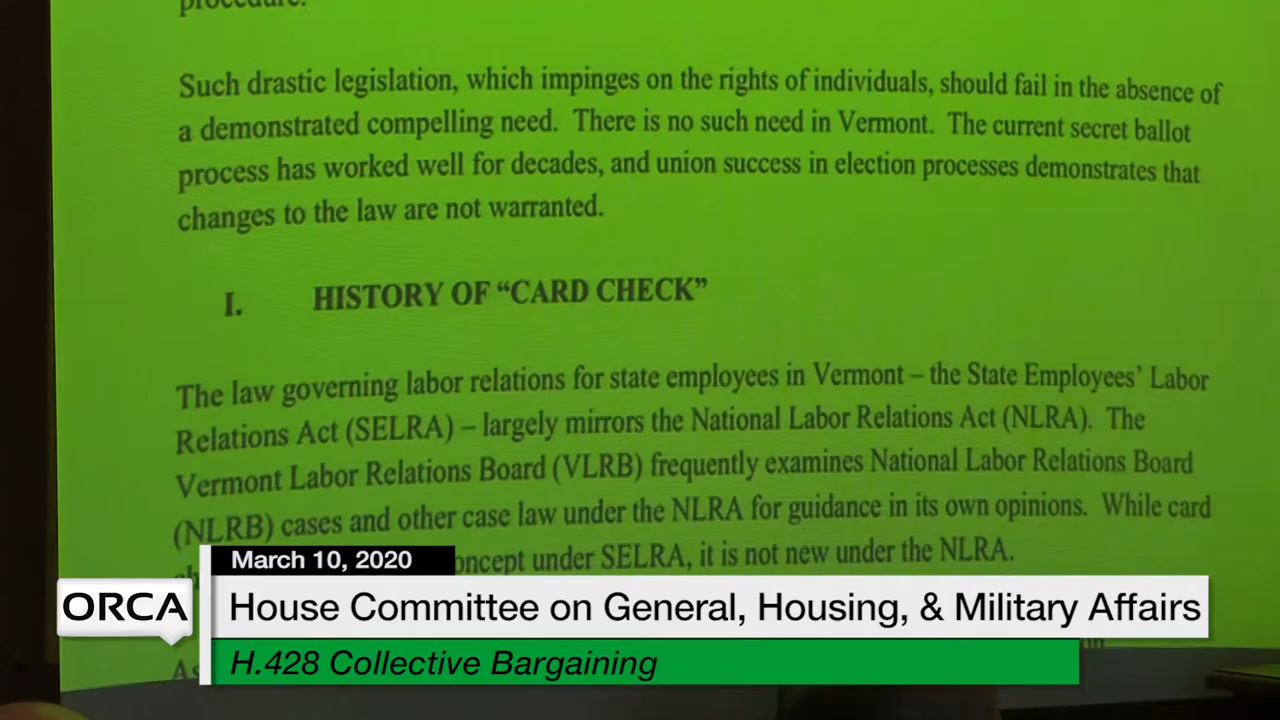 procedure.
Such drastic legislation, which impinges on the rights of individuals, should fail in the absence of
a demonstrated compelling need. There is no such need in Vermont. The current secret ballot
process has worked well for decades, and union success in election processes demonstrates that
changes to the law are not warranted.
I. HISTORY OF “CARD CHECK”
The law governing labor relations for state employees in Vermont – the State Employees’ Labor
Relations Act (SELRA) – largely mirrors the National Labor Relations Act (NLRA). The
Vermont Labor Relations Board (VLRB) frequently examines National Labor Relations Board
(NLRB) cases and other case law under the NLRA for guidance in its own opinions. While card
under SELRA, it is not new under the NLRA.
March 10, 2020
ORCA
House Committee on General, Housing, & Military Affairs
H.428 Collective Bargaining